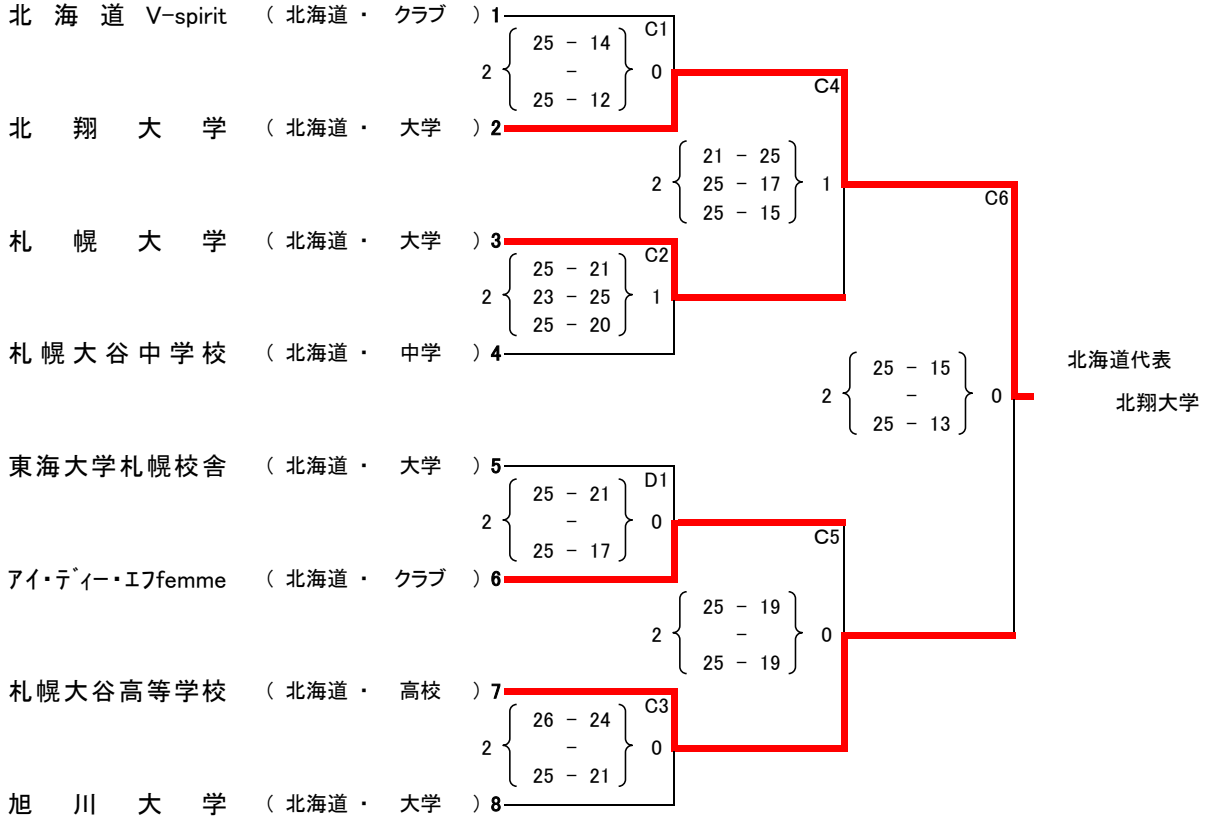 北海道 V-spirit （ 北海道 ・ クラブ ） 1
C1
25 - 14
2 - 0
25 - 12
C4
北翔大学 （ 北海道 ・ 大学 ） 2
21 - 25
2 25 - 17 1
25 - 15
C6
札幌大学 （ 北海道 ・ 大学 ） 3
C2
25 - 21
2 23 - 25 1
25 - 20
札幌大谷中学校 （ 北海道 ・ 中学 ） 4
北海道代表
25 - 15
2 - 0
25 - 13
北翔大学
東海大学札幌校舎 （ 北海道 ・ 大学 ） 5
D1
25 - 21
2 - 0
25 - 17
C5
アイ・ディー・エフfemme （ 北海道 ・ クラブ ） 6
25 - 19
2 - 0
25 - 19
札幌大谷高等学校 （ 北海道 ・ 高校 ） 7
C3
26 - 24
2 - 0
25 - 21
旭川大学 （ 北海道 ・ 大学 ） 8